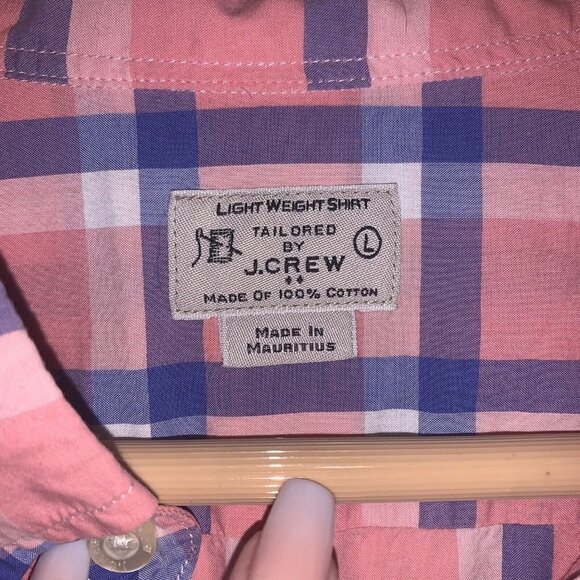 LIGHT WEIGHT SHIRT
TAILORED
BY
L
J.CREW
MADE OF 100% COTTON
MADE IN
MAURITIUS